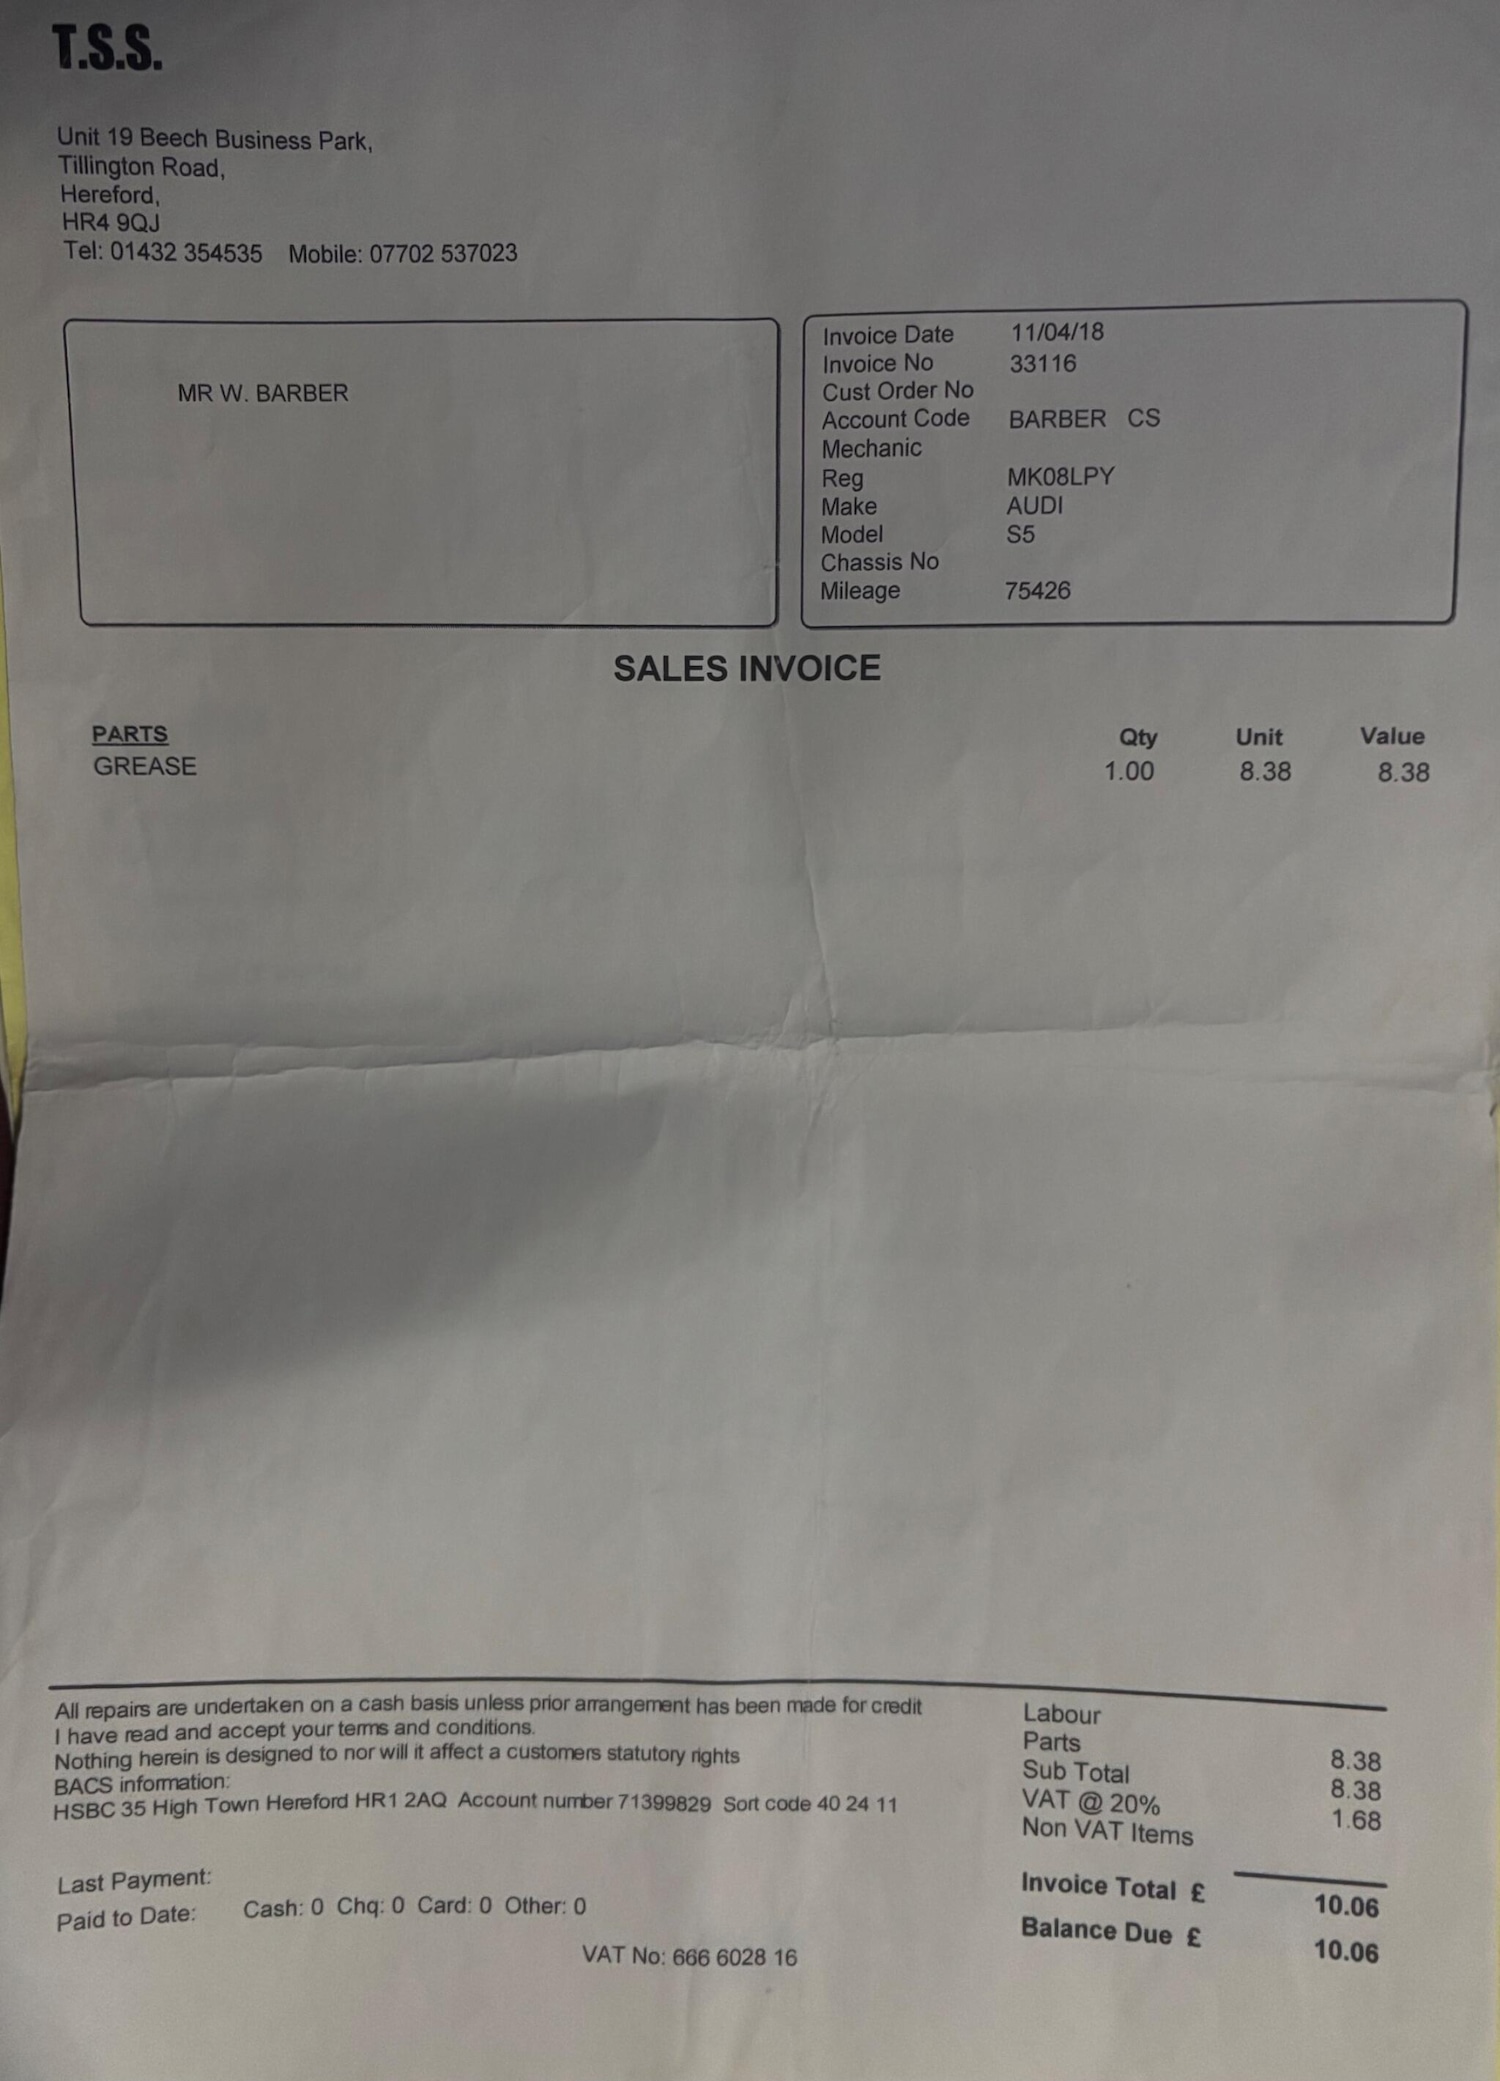 T.S.S.
Unit 19 Beech Business Park,
Tillington Road,
Hereford,
HR4 9QJ
Tel: 01432 354535 Mobile: 07702 537023
MR W. BARBER
Invoice Date 11/04/18
Invoice No 33116
Cust Order No
Account Code BARBER CS
Mechanic
Reg MK08LPY
Make AUDI
Model S5
Chassis No
Mileage 75426
SALES INVOICE
PARTS Qty Unit Value
GREASE 1.00 8.38 8.38
All repairs are undertaken on a cash basis unless prior arrangement has been made for credit
I have read and accept your terms and conditions.
Nothing herein is designed to nor will it affect a customers statutory rights
BACS information:
HSBC 35 High Town Hereford HR1 2AQ Account number 71399829 Sort code 40 24 11
Labour
Parts 8.38
Sub Total 8.38
VAT @ 20% 1.68
Non VAT Items
Last Payment:
Paid to Date: Cash: 0 Chq: 0 Card: 0 Other: 0
Invoice Total £ 10.06
Balance Due £ 10.06
VAT No: 666 6028 16